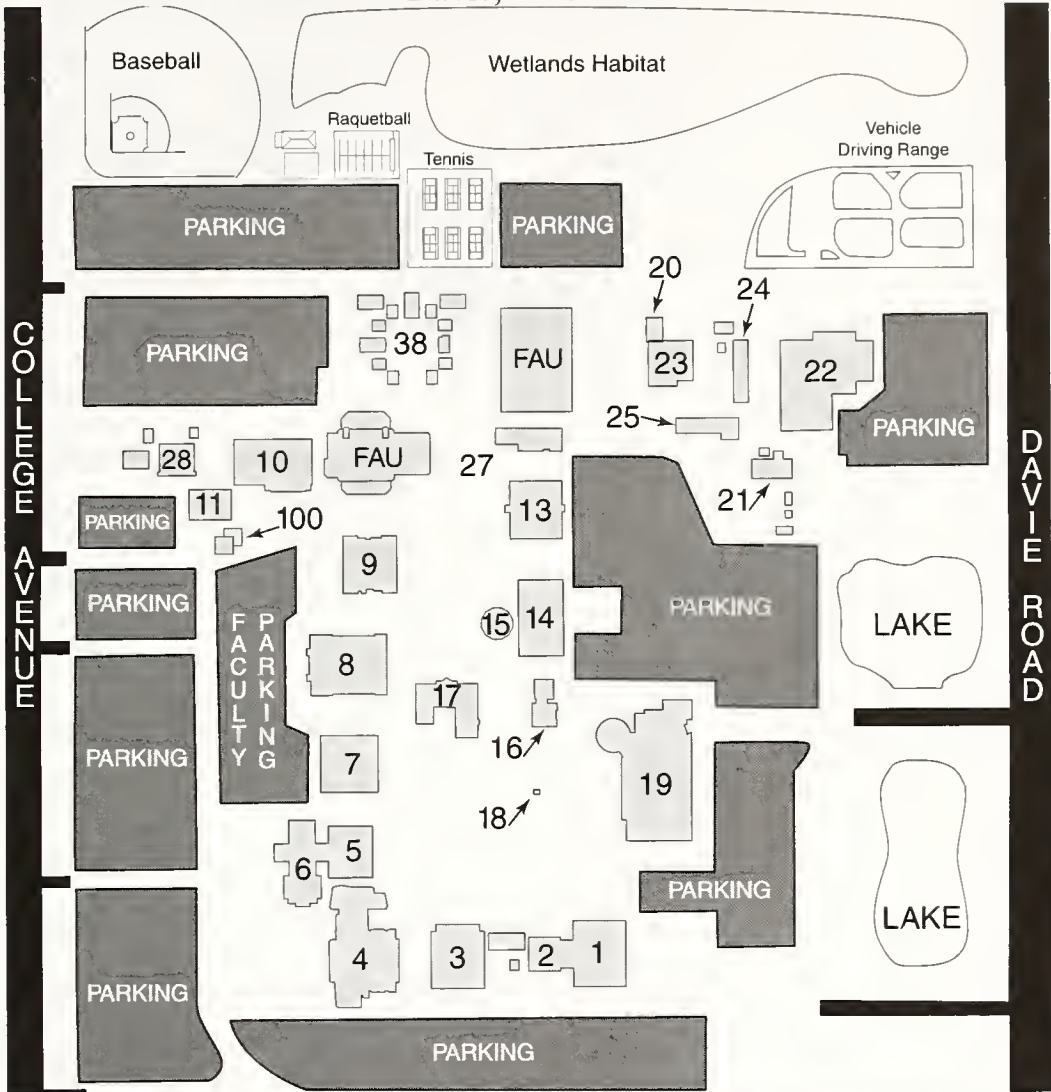 Baseball
Wetlands Habitat
Raquetball
Tennis
Vehicle
Driving Range
PARKING
PARKING
20
24
COLLEGE AVENUE
PARKING
38
FAU
23
22
PARKING
25
DAVIE ROAD
28
10
FAU
27
21
11
13
PARKING
100
9
PARKING
FACULTY
PARKING
15
14
PARKING
LAKE
8
17
16
PARKING
7
19
18
5
6
PARKING
LAKE
4
3
2
1
PARKING
PARKING